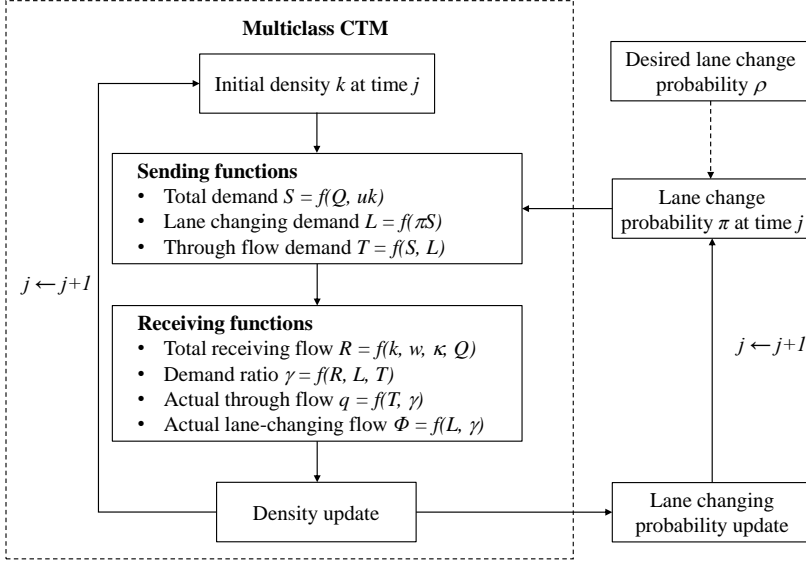 Multiclass CTM
Initial density k at time j
Desired lane change
probability ρ
Sending functions
• Total demand S = f(Q, uk)
• Lane changing demand L = f(πS)
• Through flow demand T = f(S, L)
Lane change
probability π at time j
j ← j+1
Receiving functions
• Total receiving flow R = f(k, w, κ, Q)
• Demand ratio γ = f(R, L, T)
• Actual through flow q = f(T, γ)
• Actual lane-changing flow Φ = f(L, γ)
j ← j+1
Density update
Lane changing
probability update